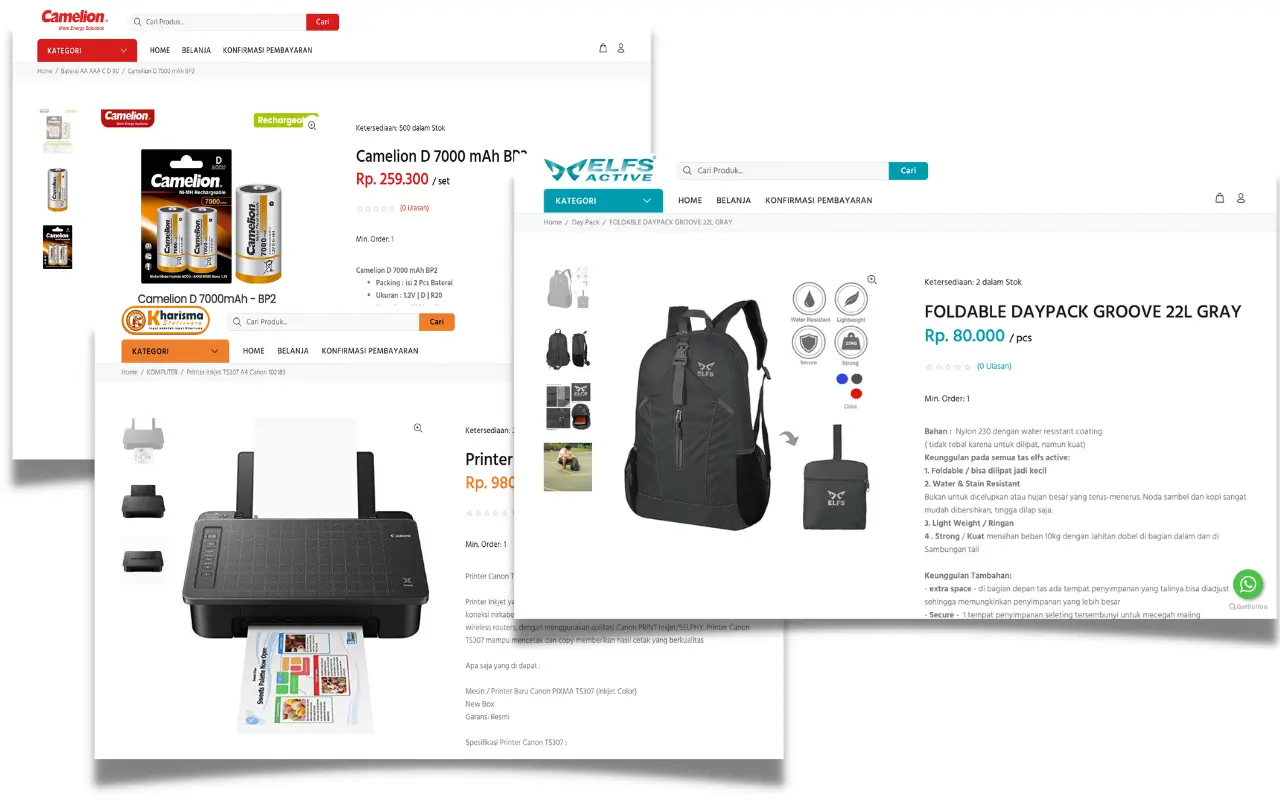 Camelion
More Energy Solutions
Cari Produk...
Cari
KATEGORI
HOME
BELANJA
KONFIRMASI PEMBAYARAN
Home / Baterai AA AAA C D 9V / Camelion D 7000 mAh BP2
Camelion
More Energy Solutions
Rechargeab
D
Camelion
Ni-MH Rechargeable
7000
Camelion D 7000mAh - BP2
Ketersediaan: 500 dalam Stok
Camelion D 7000 mAh BP2
Rp. 259.300 / set
(0 Ulasan)
Min. Order: 1
Camelion D 7000 mAh BP2
Packing : isi 2 Pcs Baterai
Ukuran : 1.2V | D | R20
Kharisma
Stationery
Cari Produk...
Cari
KATEGORI
HOME
BELANJA
KONFIRMASI PEMBAYARAN
Home / KOMPUTER / Printer Inkjet TS307 A4 Canon 102183
Canon
Sweets Palette Now Open
Ketersediaan:
Printer
Rp. 980
Min. Order: 1
Printer Canon T
Printer Inkjet ya
koneksi nirkabe
wireless routers, dengan menggunakan aplikasi Canon PRINT Inkjet/SELPHY. Printer Canon
TS307 mampu mencetak dan copy memberikan hasil cetak yang berkualitas
Apa saja yang di dapat :
Mesin / Printer Baru Canon PIXMA TS307 (Inkjet Color)
New Box
Garansi Resmi
Spesifikasi Printer Canon TS307 :
ELFS
ACTIVE
Cari Produk...
Cari
KATEGORI
HOME
BELANJA
KONFIRMASI PEMBAYARAN
Home / Day Pack / FOLDABLE DAYPACK GROOVE 22L GRAY
Water Resistant
Lightweight
Secure
Strong
Color
ELFS
ELFS
Ketersediaan: 2 dalam Stok
FOLDABLE DAYPACK GROOVE 22L GRAY
Rp. 80.000 / pcs
(0 Ulasan)
Min. Order: 1
Bahan : Nylon 230 dengan water resistant coating
( tidak tebal karena untuk dilipat, namun kuat)
Keunggulan pada semua tas elfs active:
1. Foldable / bisa dilipat jadi kecil
2. Water & Stain Resistant
Bukan untuk dicelupkan atau hujan besar yang terus-menerus. Noda sambel dan kopi sangat
mudah dibersihkan, tingga dilap saja.
3. Light Weight / Ringan
4 . Strong / Kuat menahan beban 10kg dengan Jahitan dobel di bagian dalam dan di
Sambungan tali
Keunggulan Tambahan:
- extra space - di bagian depan tas ada tempat penyimpanan yang talinya bisa diadjust
sehingga memungkinkan penyimpanan yang lebih besar
- Secure - 1 tempat penyimpanan seleting tersembunyi untuk mecegah maling
GetButton